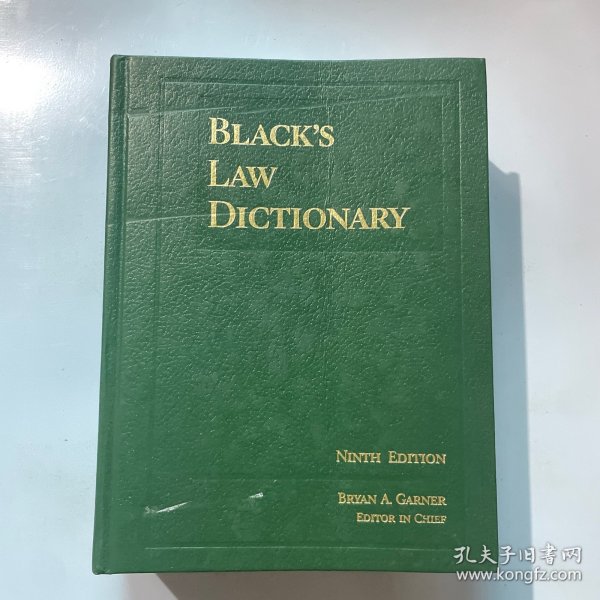 BLACK'S
LAW
DICTIONARY
NINTH EDITION
BRYAN A. GARNER
EDITOR IN CHIEF
孔夫子旧书网
www.kongfz.com